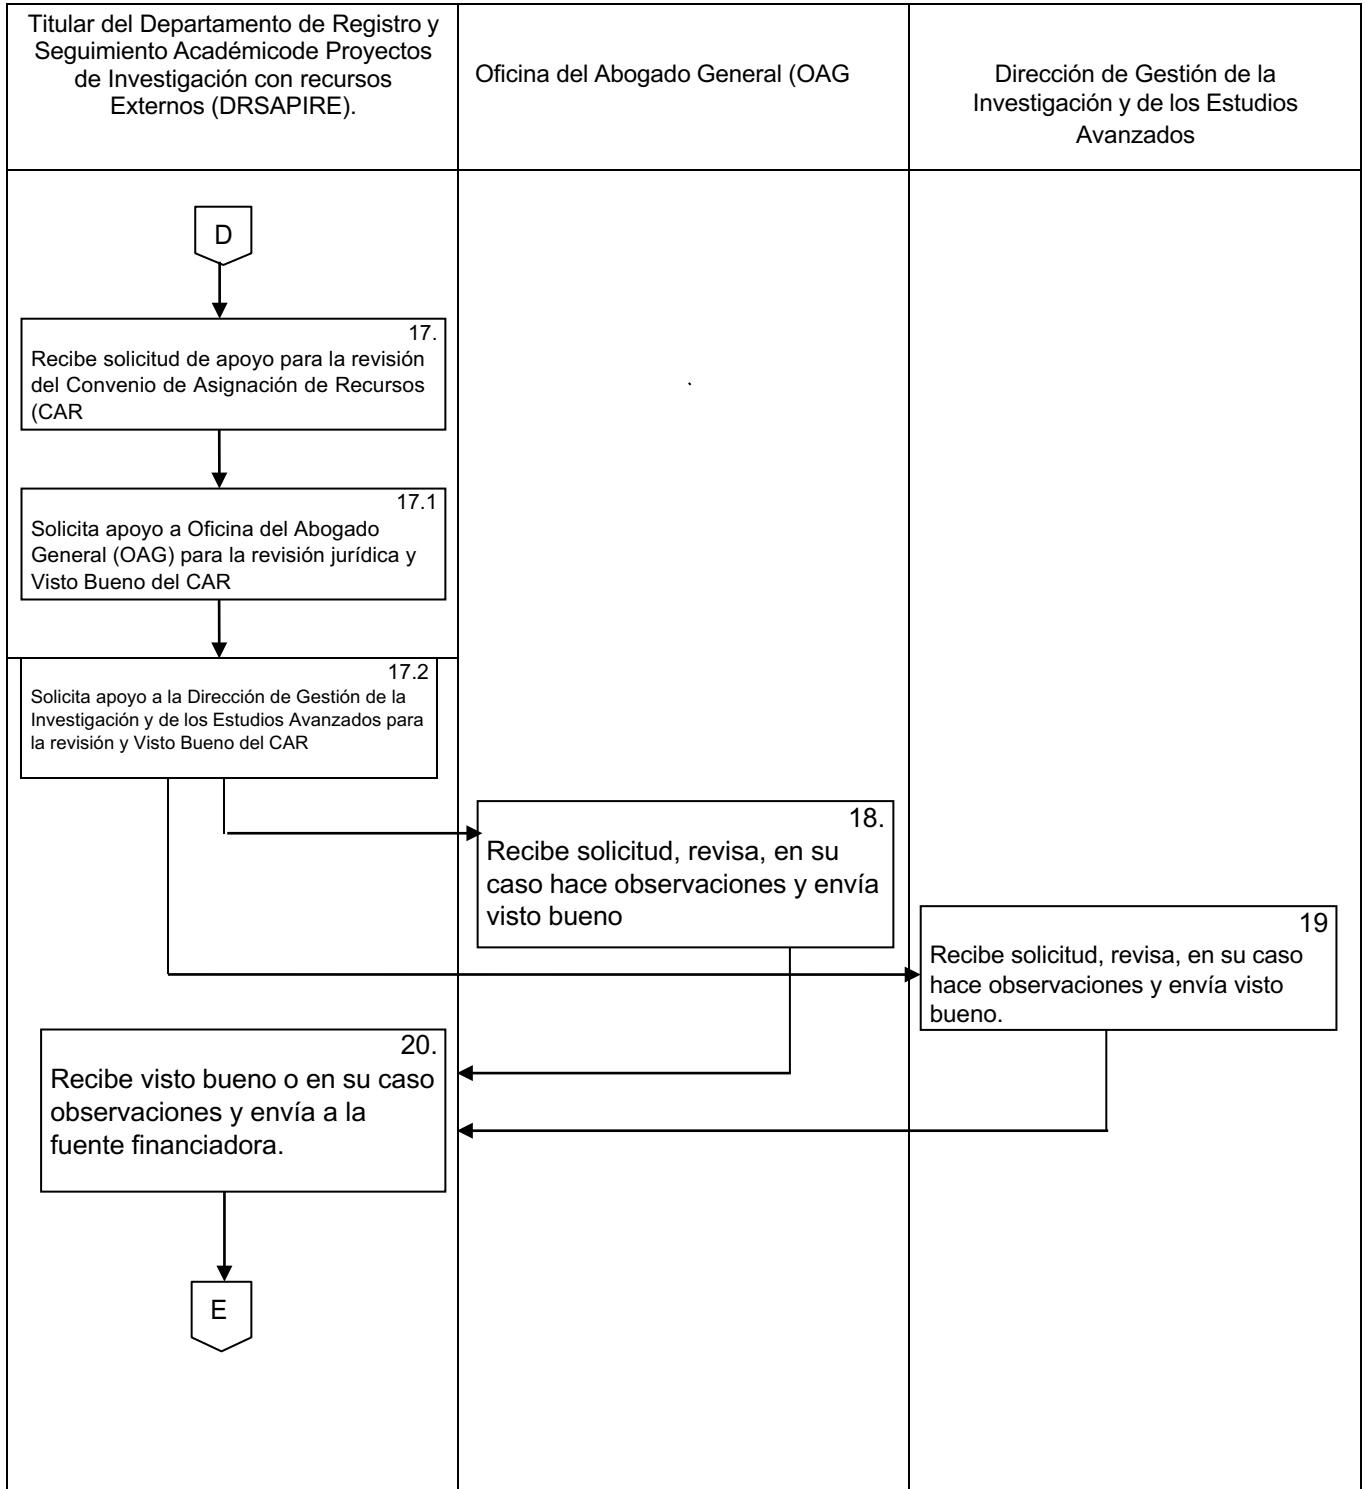 Titular del Departamento de Registro y
Seguimiento Académicode Proyectos
de Investigación con recursos
Externos (DRSAPIRE).
Oficina del Abogado General (OAG
Dirección de Gestión de la
Investigación y de los Estudios
Avanzados
D
17.
Recibe solicitud de apoyo para la revisión
del Convenio de Asignación de Recursos
(CAR
17.1
Solicita apoyo a Oficina del Abogado
General (OAG) para la revisión jurídica y
Visto Bueno del CAR
17.2
Solicita apoyo a la Dirección de Gestión de la
Investigación y de los Estudios Avanzados para
la revisión y Visto Bueno del CAR
18.
Recibe solicitud, revisa, en su
caso hace observaciones y envía
visto bueno
19
Recibe solicitud, revisa, en su caso
hace observaciones y envía visto
bueno.
20.
Recibe visto bueno o en su caso
observaciones y envía a la
fuente financiadora.
E